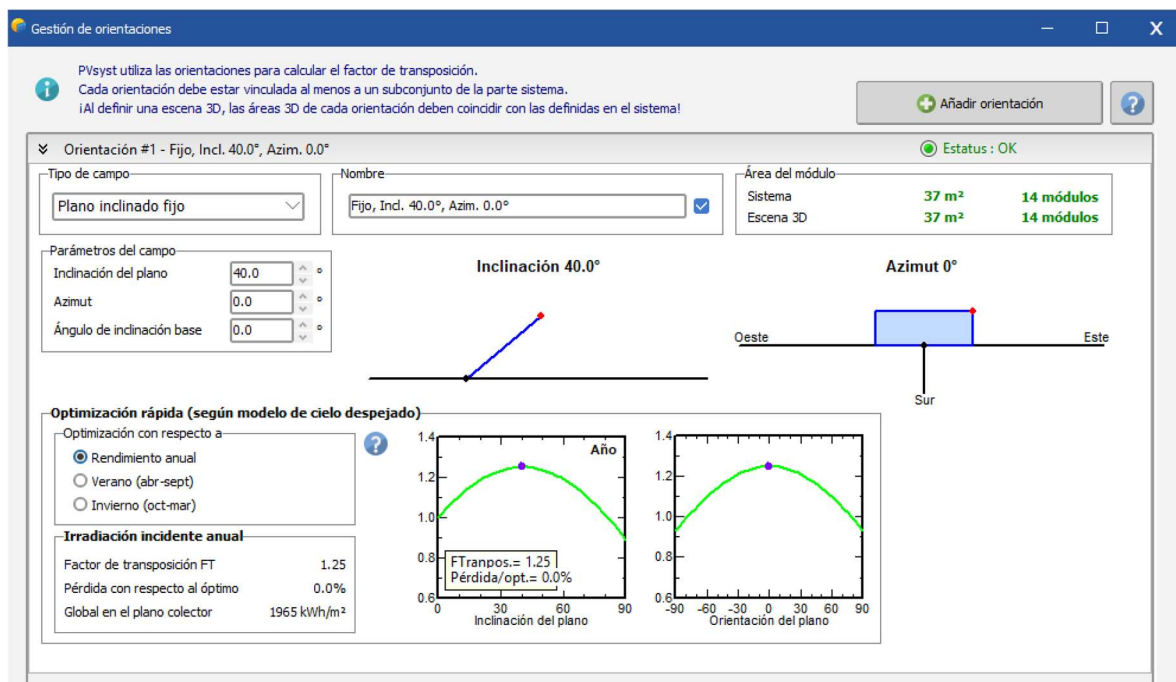 Gestión de orientaciones
PVsyst utiliza las orientaciones para calcular el factor de transposición.
Cada orientación debe estar vinculada al menos a un subconjunto de la parte sistema.
¡Al definir una escena 3D, las áreas 3D de cada orientación deben coincidir con las definidas en el sistema!
Añadir orientación
?
Orientación #1 - Fijo, Incl. 40.0°, Azim. 0.0°
Estatus : OK
Tipo de campo
Plano inclinado fijo
Nombre
Fijo, Incl. 40.0°, Azim. 0.0°
Área del módulo
Sistema 37 m² 14 módulos
Escena 3D 37 m² 14 módulos
Parámetros del campo
Inclinación del plano 40.0 °
Azimut 0.0 °
Ángulo de inclinación base 0.0 °
Inclinación 40.0°
Azimut 0°
Oeste
Este
Sur
Optimización rápida (según modelo de cielo despejado)
Optimización con respecto a
Rendimiento anual
Verano (abr-sept)
Invierno (oct-mar)
?
Irradiación incidente anual
Factor de transposición FT 1.25
Pérdida con respecto al óptimo 0.0%
Global en el plano colector 1965 kWh/m²
Año
1.4
1.2
1.0
0.8
0.6
FTranpos.= 1.25
Pérdida/opt.= 0.0%
0 30 60 90
Inclinación del plano
1.4
1.2
1.0
0.8
0.6
-90 -60 -30 0 30 60 90
Orientación del plano